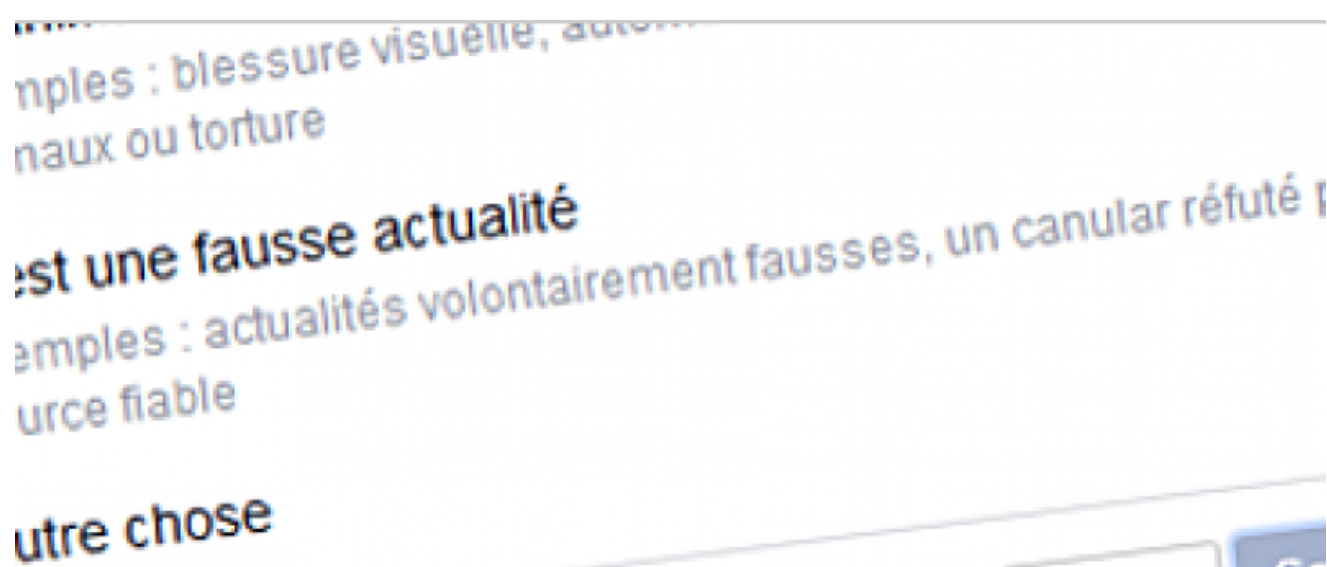 mples : blessure visuelle,
naux ou torture
est une fausse actualité
emples : actualités volontairement fausses, un canular réfuté p
urce fiable
utre chose